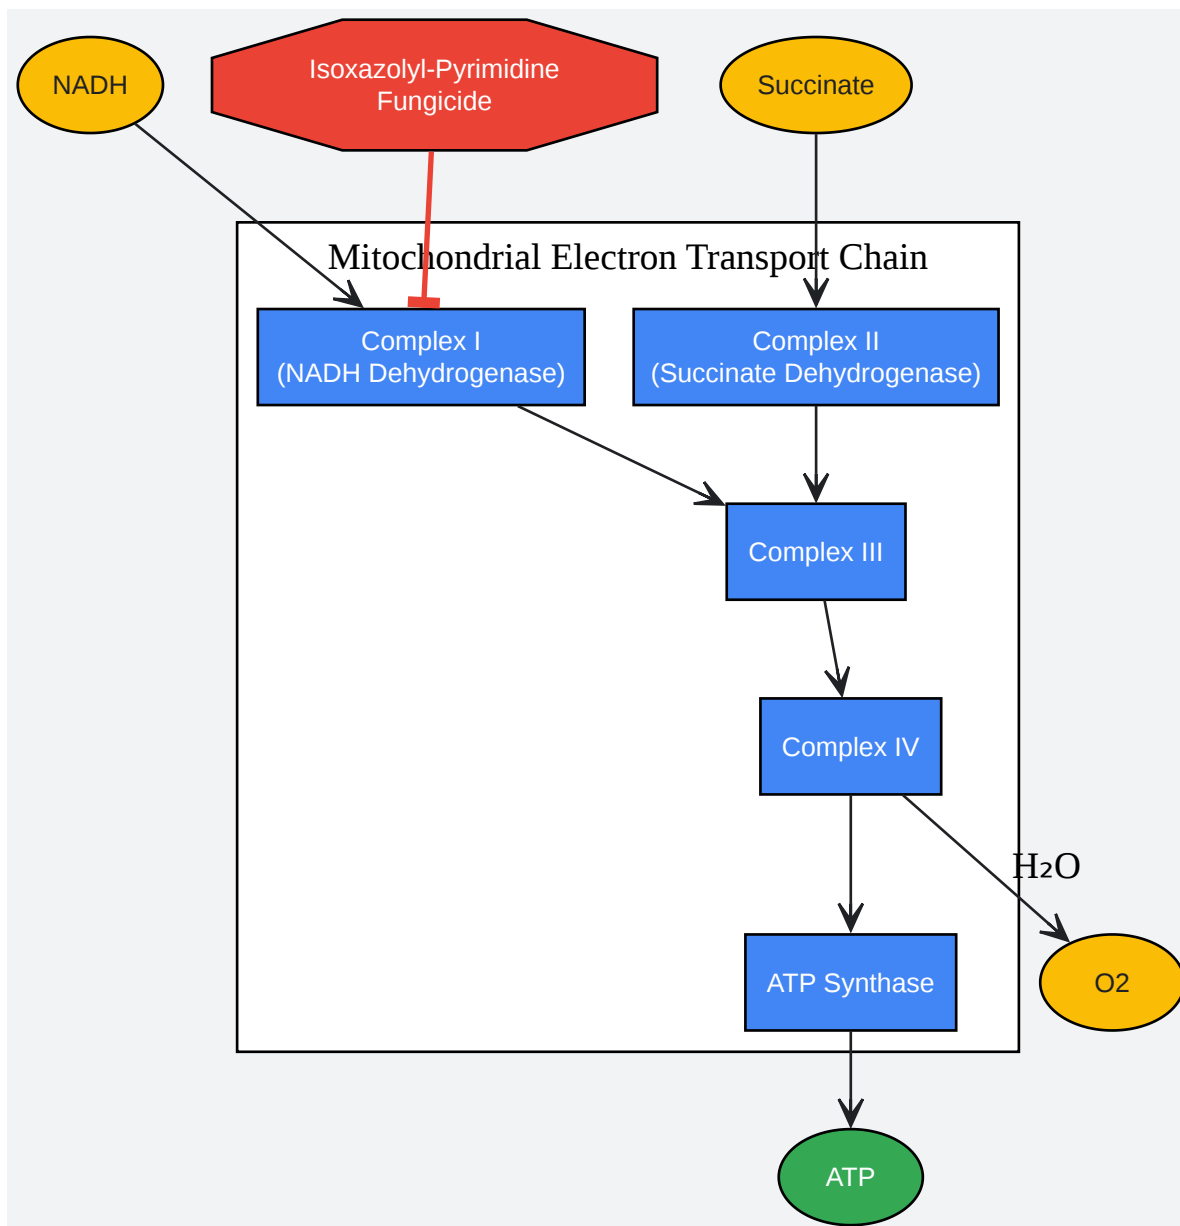 NADH
Isoxazolyl-Pyrimidine
Fungicide
Succinate
Mitochondrial Electron Transport Chain
Complex I
(NADH Dehydrogenase)
Complex II
(Succinate Dehydrogenase)
Complex III
Complex IV
H₂O
ATP Synthase
O2
ATP